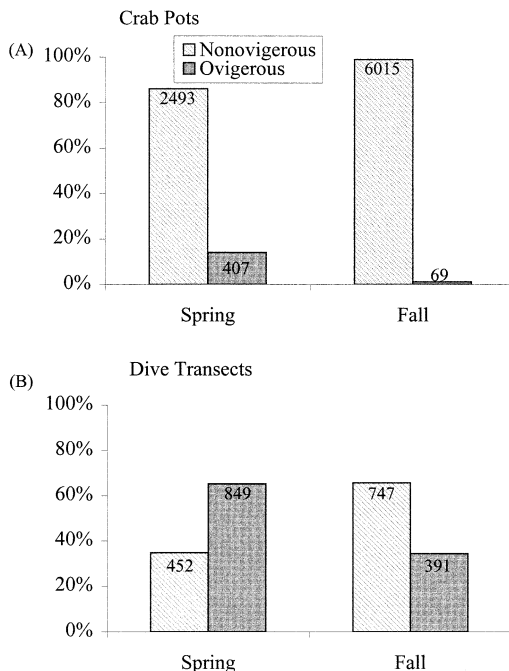 Crab Pots
(A)
100%
Nonovigerous
Ovigerous
80%
60%
40%
20%
0%
2493
407
6015
69
Spring
Fall
Dive Transects
(B)
100%
80%
60%
40%
20%
0%
452
849
747
391
Spring
Fall